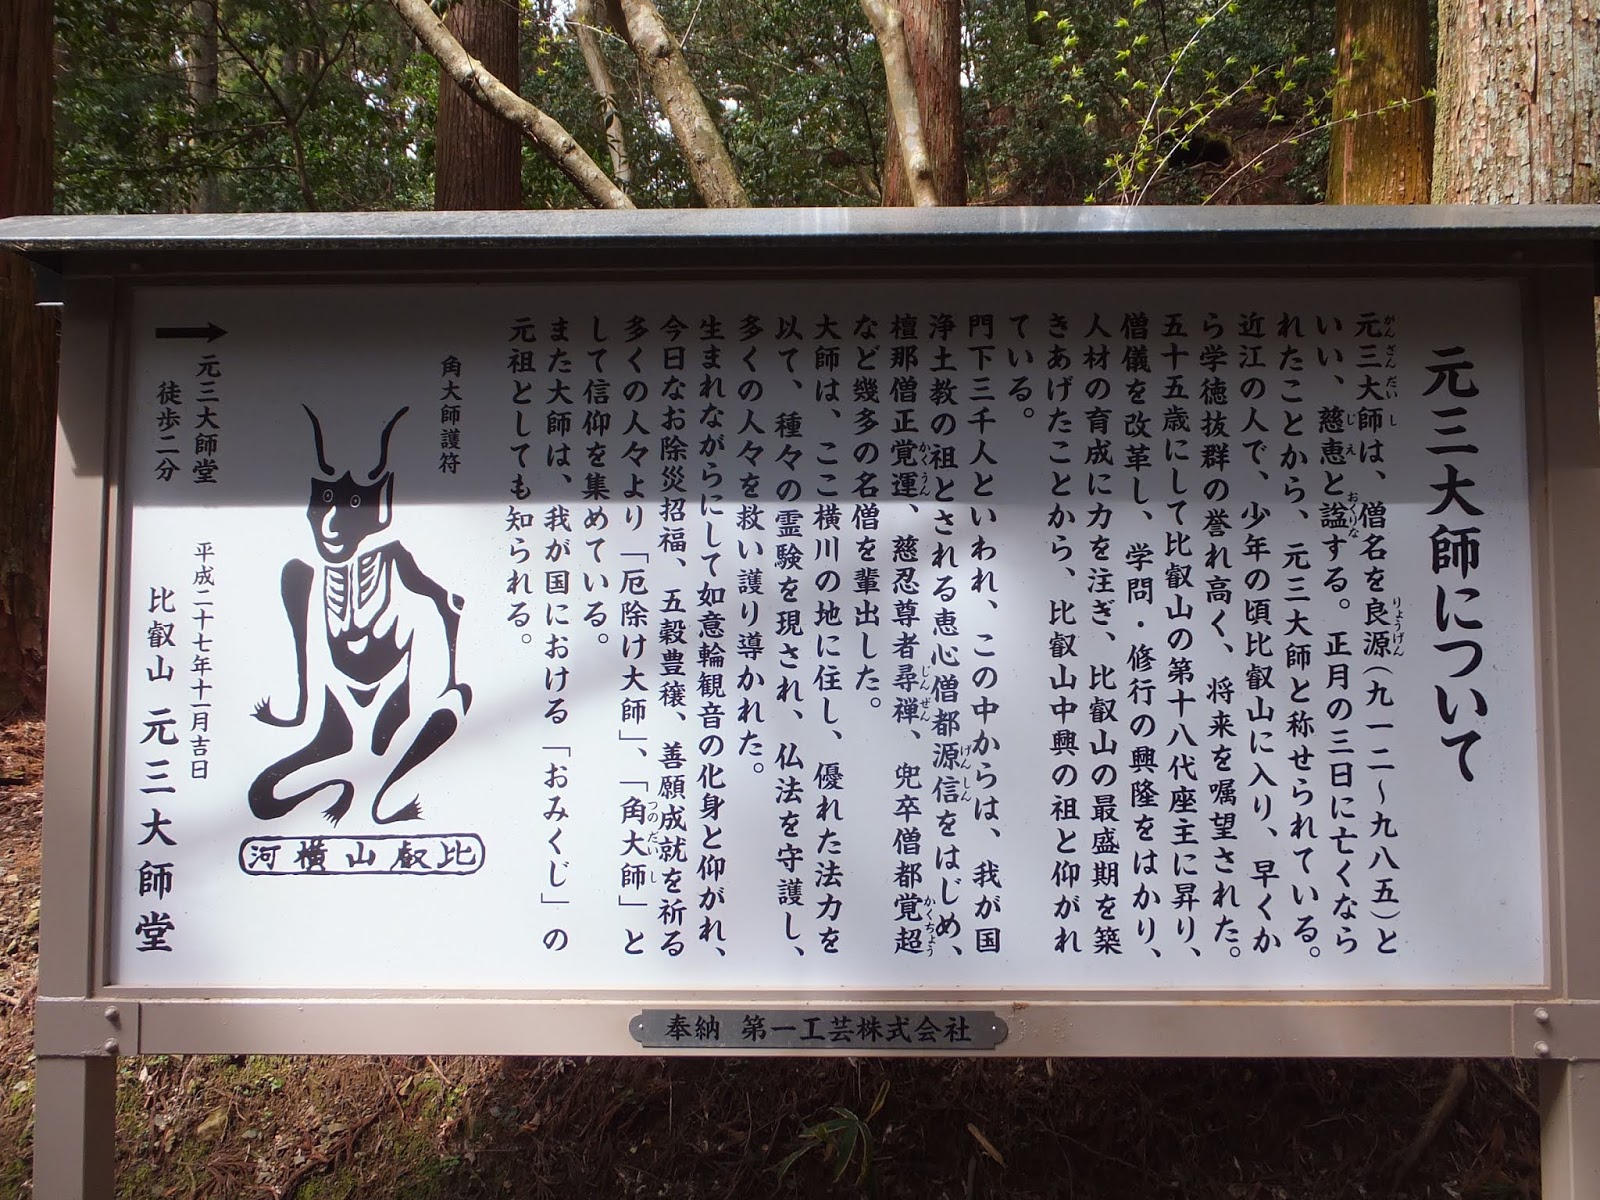 元三大師について
元三大師は、僧名を良源（九一二～九八五）と
いい、慈恵と諡する。正月の三日に亡くなら
れたことから、元三大師と称せられている。
近江の人で、少年の頃比叡山に入り、早くか
ら学徳抜群の誉れ高く、将来を嘱望された。
五十五歳にして比叡山の第十八代座主に昇り、
僧儀を改革し、学問・修行の興隆をはかり、
人材の育成に力を注ぎ、比叡山の最盛期を築
きあげたことから、比叡山中興の祖と仰がれ
ている。
門下三千人といわれ、この中からは、我が国
浄土教の祖とされる恵心僧都源信をはじめ、
檀那僧正覚運、慈忍尊者尋禅、兜卒僧都覚超
など幾多の名僧を輩出した。
大師は、ここ横川の地に住し、優れた法力を
以て、種々の霊験を現され、仏法を守護し、
多くの人々を救い護り導かれた。
生まれながらにして如意輪観音の化身と仰がれ、
今日なお除災招福、五穀豊穣、善願成就を祈る
多くの人々より「厄除け大師」、「角大師」と
して信仰を集めている。
また大師は、我が国における「おみくじ」の
元祖としても知られる。
角大師護符
比叡山横河
元三大師堂
徒歩二分
平成二十七年十一月吉日
比叡山 元三大師堂
奉納 第一工芸株式会社